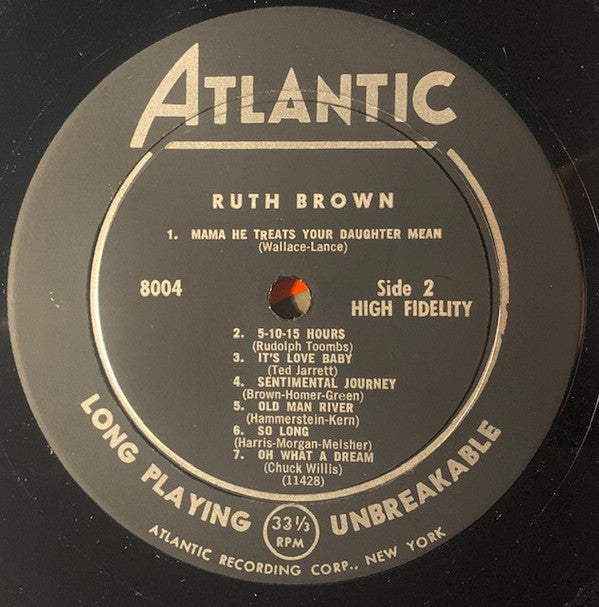 ATLANTIC
RUTH BROWN
1. MAMA HE TREATS YOUR DAUGHTER MEAN
(Wallace-Lance)
8004
Side 2
HIGH FIDELITY
2. 5-10-15 HOURS
(Rudolph Toombs)
3. IT'S LOVE BABY
(Ted Jarrett)
4. SENTIMENTAL JOURNEY
(Brown-Homer-Green)
5. OLD MAN RIVER
(Hammerstein-Kern)
6. SO LONG
(Harris-Morgan-Melsher)
7. OH WHAT A DREAM
(Chuck Willis)
(11428)
LONG PLAYING 33⅓ RPM UNBREAKABLE
ATLANTIC RECORDING CORP., NEW YORK